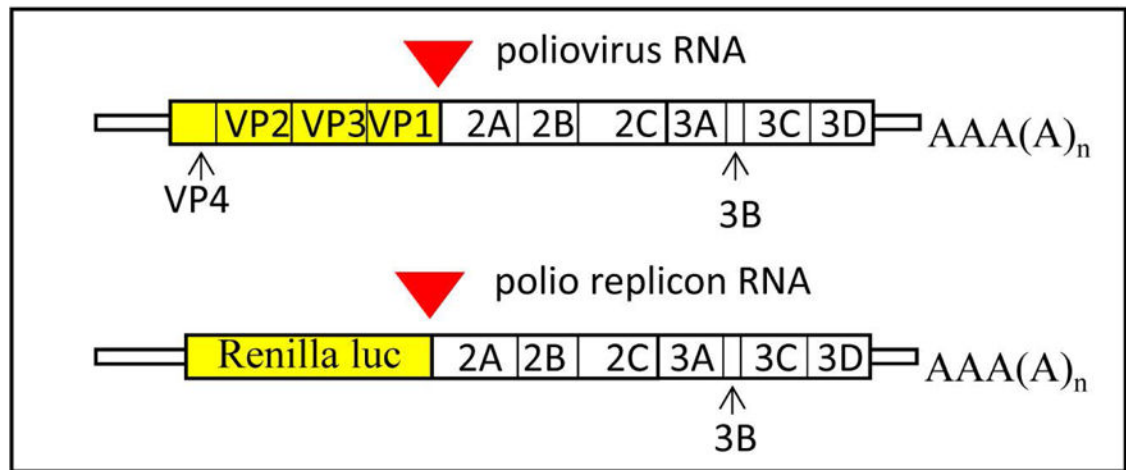 poliovirus RNA
VP2 VP3 VP1 2A 2B 2C 3A 3C 3D AAA(A)n
VP4 3B
polio replicon RNA
Renilla luc 2A 2B 2C 3A 3C 3D AAA(A)n
3B